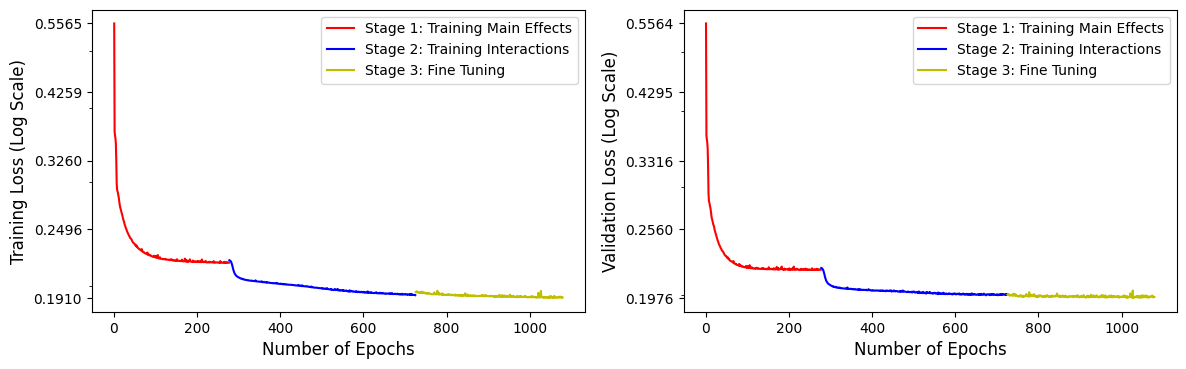 Training Loss (Log Scale)
0.5565
0.4259
0.3260
0.2496
0.1910
Stage 1: Training Main Effects
Stage 2: Training Interactions
Stage 3: Fine Tuning
0 200 400 600 800 1000
Number of Epochs
Validation Loss (Log Scale)
0.5564
0.4295
0.3316
0.2560
0.1976
Stage 1: Training Main Effects
Stage 2: Training Interactions
Stage 3: Fine Tuning
0 200 400 600 800 1000
Number of Epochs